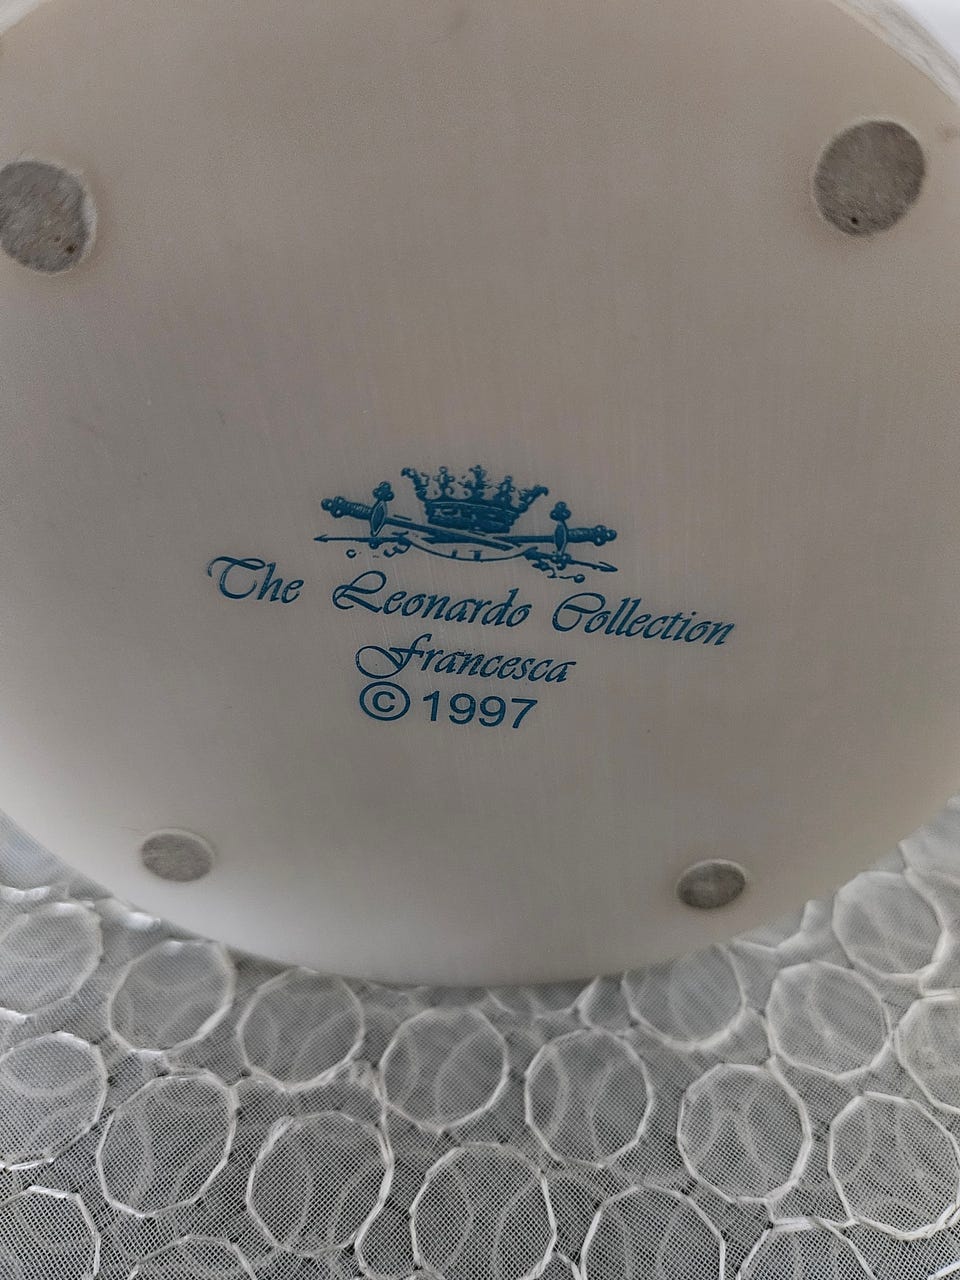 The Leonardo Collection
Francesca
© 1997